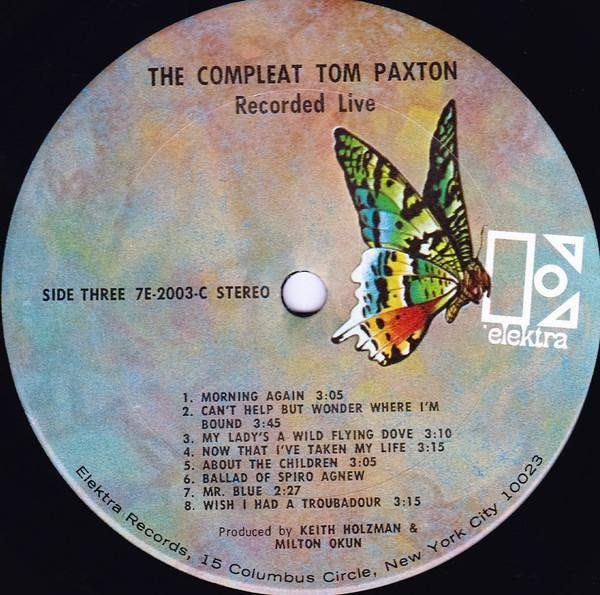 THE COMPLEAT TOM PAXTON
Recorded Live
elektra
SIDE THREE 7E-2003-C STEREO
1. MORNING AGAIN 3:05
2. CAN'T HELP BUT WONDER WHERE I'M
BOUND 3:45
3. MY LADY'S A WILD FLYING DOVE 3:10
4. NOW THAT I'VE TAKEN MY LIFE 3:15
5. ABOUT THE CHILDREN 3:05
6. BALLAD OF SPIRO AGNEW
7. MR. BLUE 2:27
8. WISH I HAD A TROUBADOUR 3:15
Produced by KEITH HOLZMAN &
MILTON OKUN
Elektra Records, 15 Columbus Circle, New York City 10023